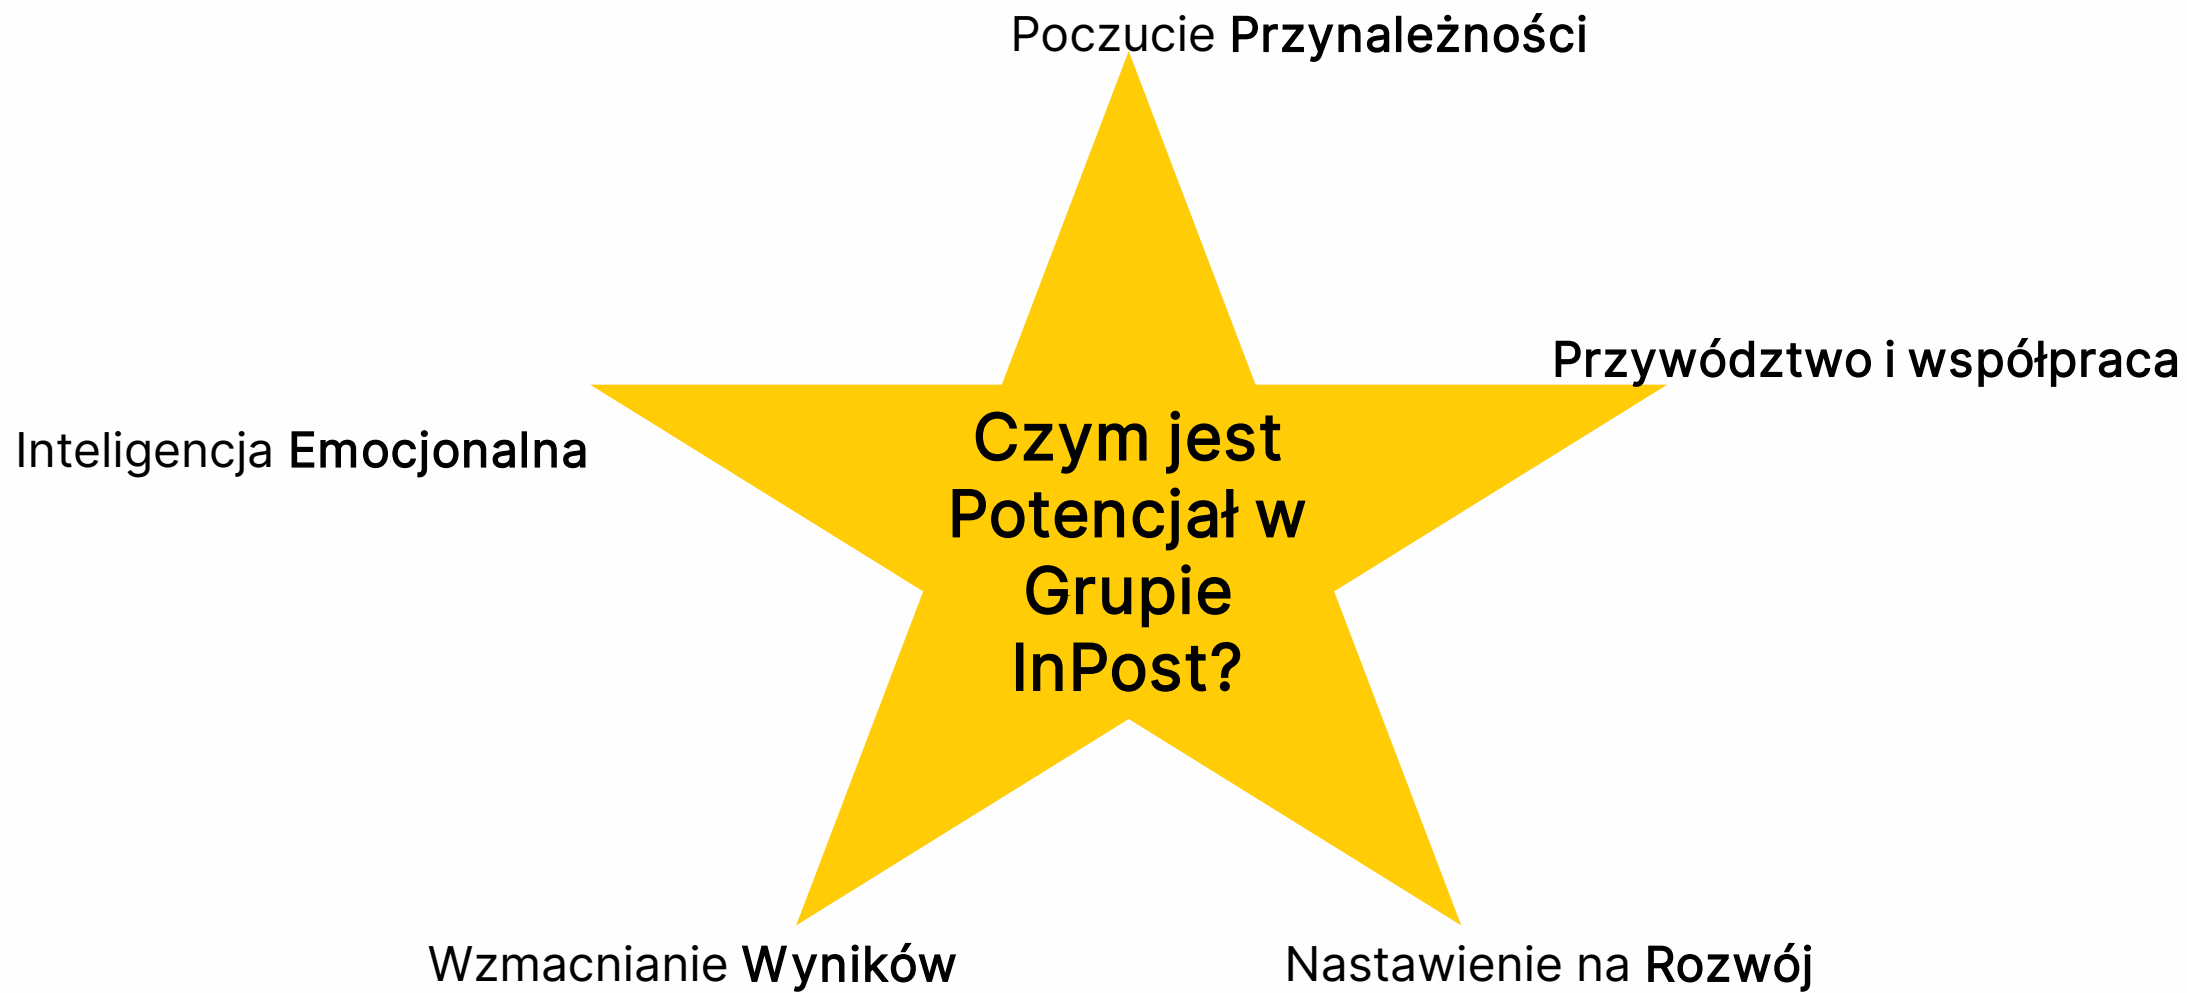 Poczucie Przynależności
Przywództwo i współpraca
Inteligencja Emocjonalna
Czym jest
Potencjał w
Grupie
InPost?
Wzmacnianie Wyników
Nastawienie na Rozwój